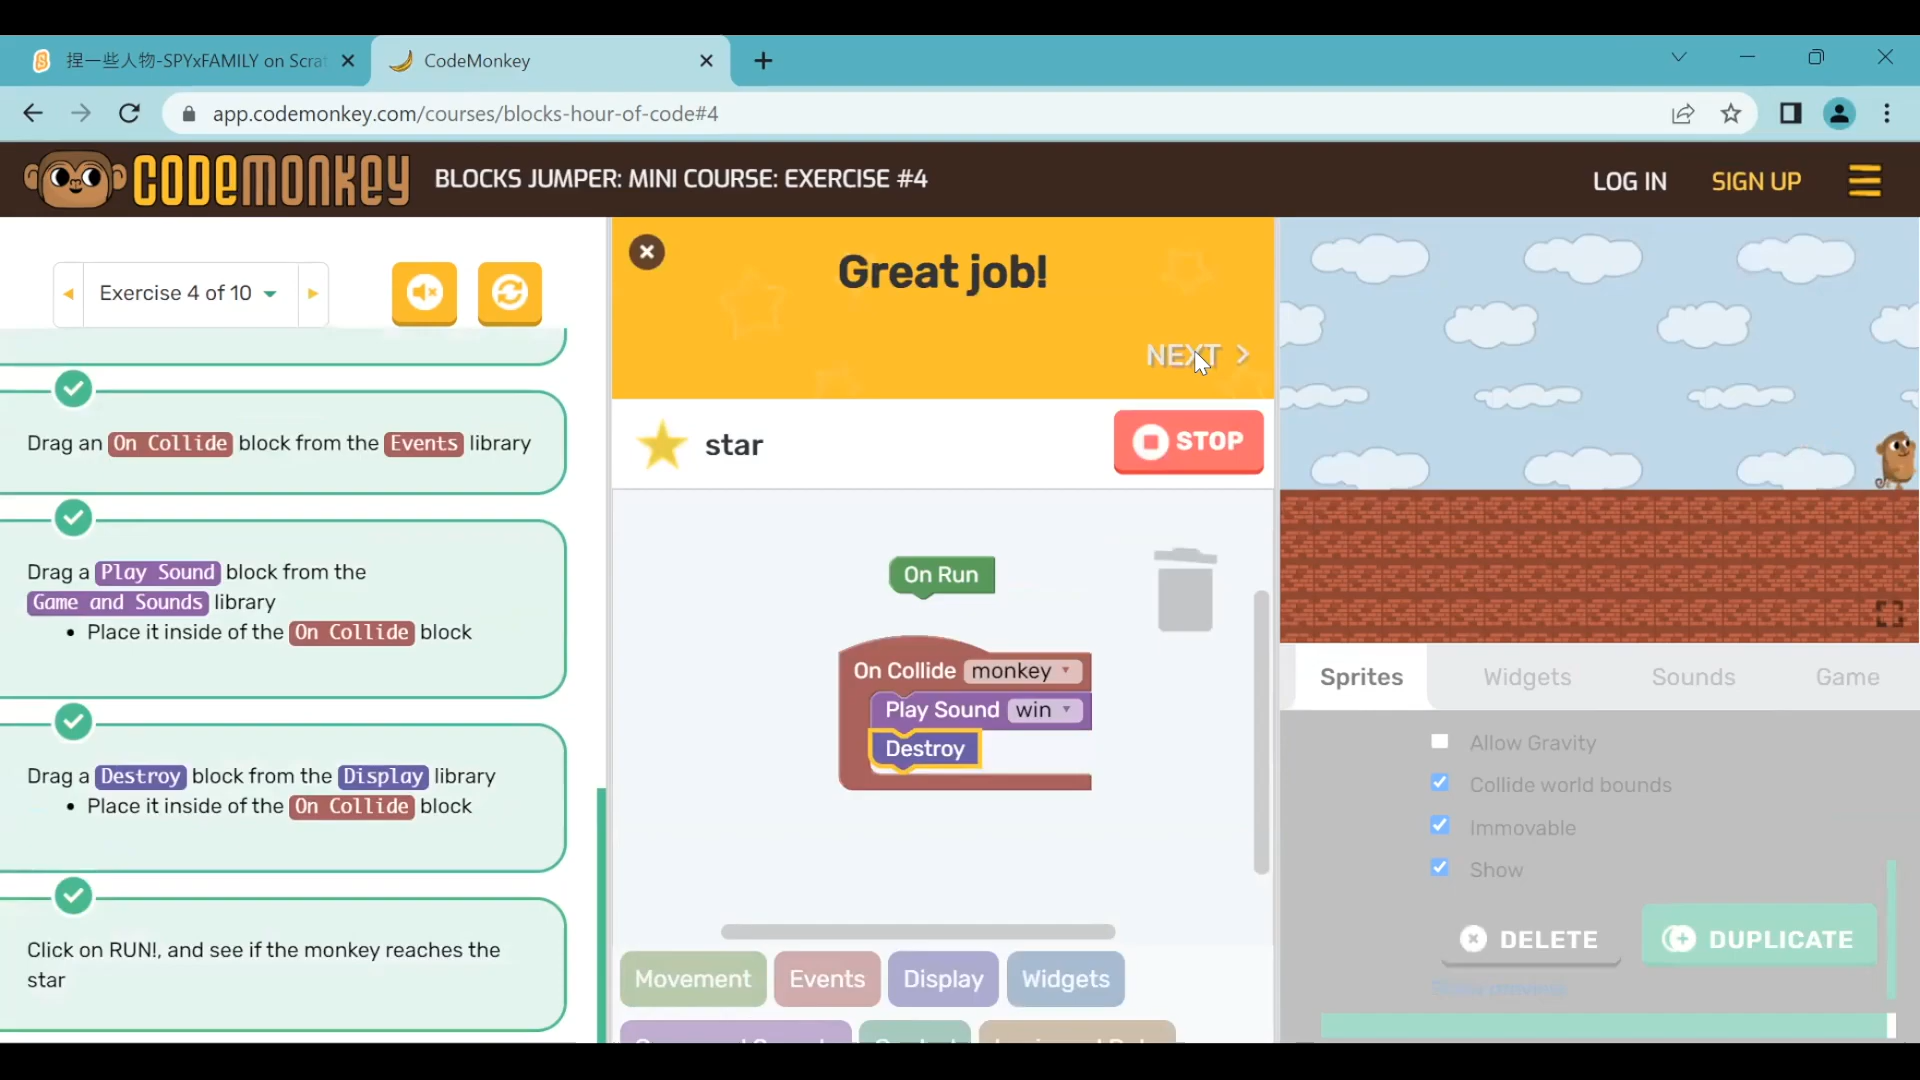 捏一些人物-SPYxFAMILY on Scrat
CodeMonkey
app.codemonkey.com/courses/blocks-hour-of-code#4
CODEMONKEY
BLOCKS JUMPER: MINI COURSE: EXERCISE #4
LOG IN
SIGN UP
Exercise 4 of 10
Drag an On Collide block from the Events library
Drag a Play Sound block from the
Game and Sounds library
• Place it inside of the On Collide block
Drag a Destroy block from the Display library
• Place it inside of the On Collide block
Click on RUN!, and see if the monkey reaches the
star
Great job!
NEXT >
star
STOP
On Run
On Collide monkey
Play Sound win
Destroy
Movement
Events
Display
Widgets
Sprites
Widgets
Sounds
Game
Allow Gravity
Collide world bounds
Immovable
Show
DELETE
DUPLICATE